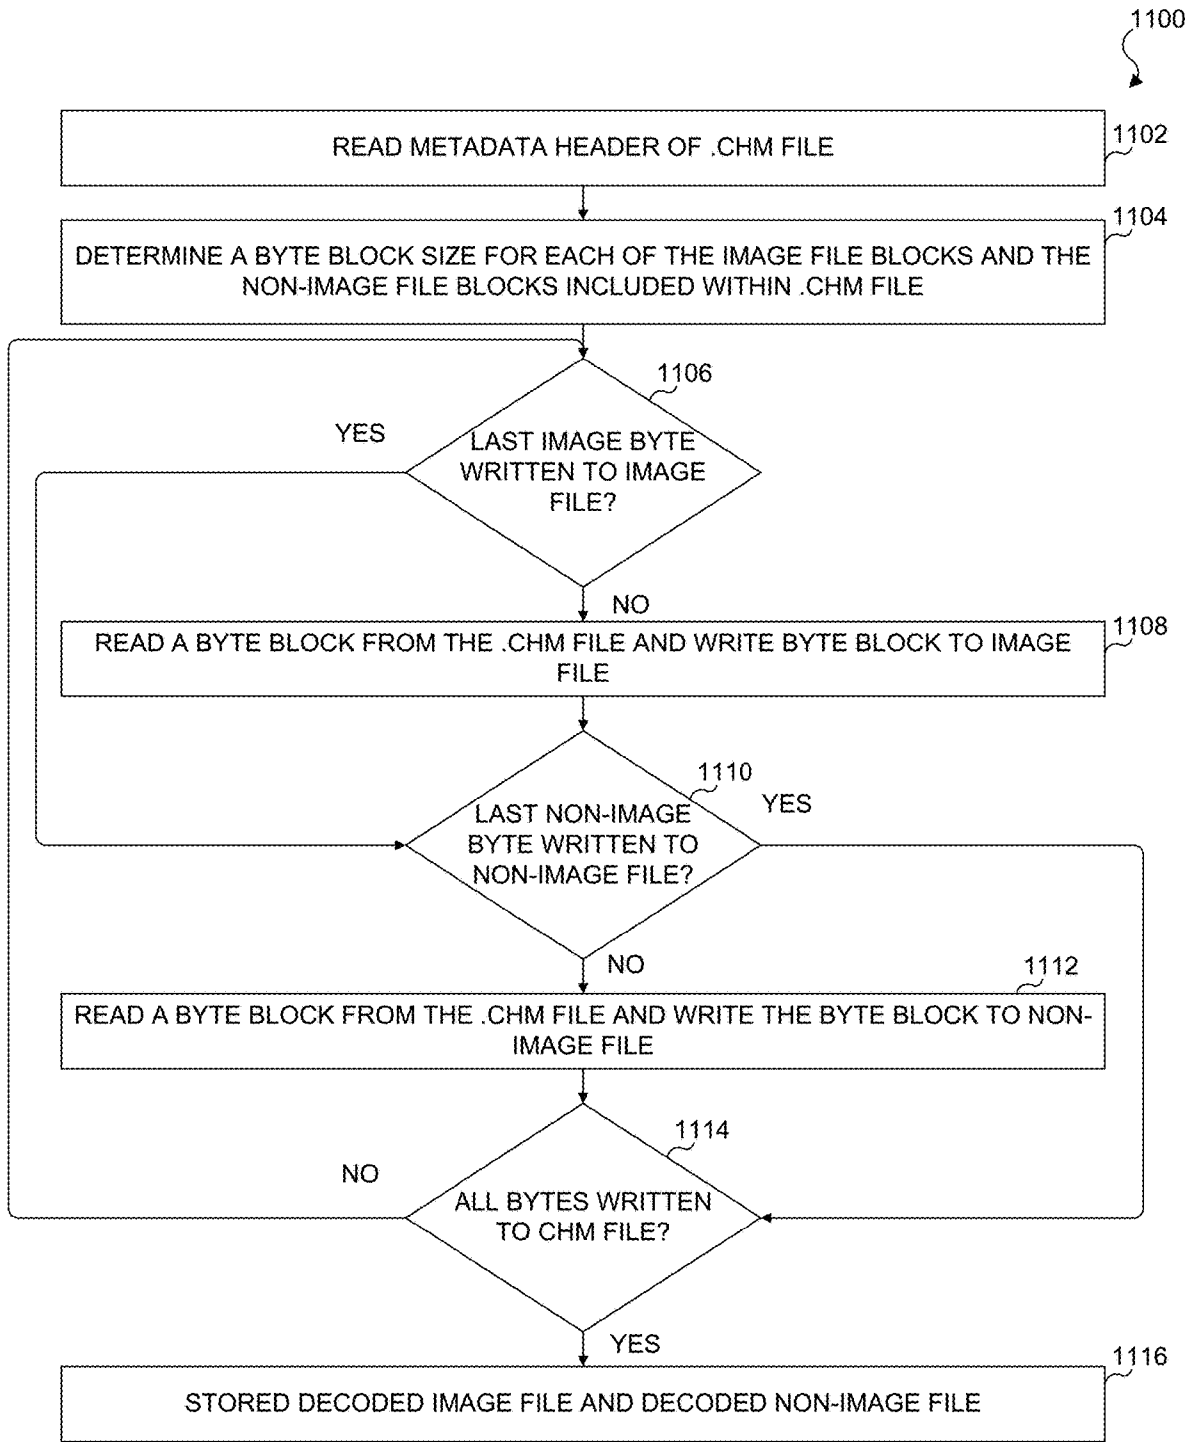 1100
READ METADATA HEADER OF .CHM FILE
1102
1104
DETERMINE A BYTE BLOCK SIZE FOR EACH OF THE IMAGE FILE BLOCKS AND THE
NON-IMAGE FILE BLOCKS INCLUDED WITHIN .CHM FILE
1106
YES
LAST IMAGE BYTE
WRITTEN TO IMAGE
FILE?
NO
1108
READ A BYTE BLOCK FROM THE .CHM FILE AND WRITE BYTE BLOCK TO IMAGE
FILE
1110
YES
LAST NON-IMAGE
BYTE WRITTEN TO
NON-IMAGE FILE?
NO
1112
READ A BYTE BLOCK FROM THE .CHM FILE AND WRITE THE BYTE BLOCK TO NON-
IMAGE FILE
1114
NO
ALL BYTES WRITTEN
TO CHM FILE?
YES
1116
STORED DECODED IMAGE FILE AND DECODED NON-IMAGE FILE